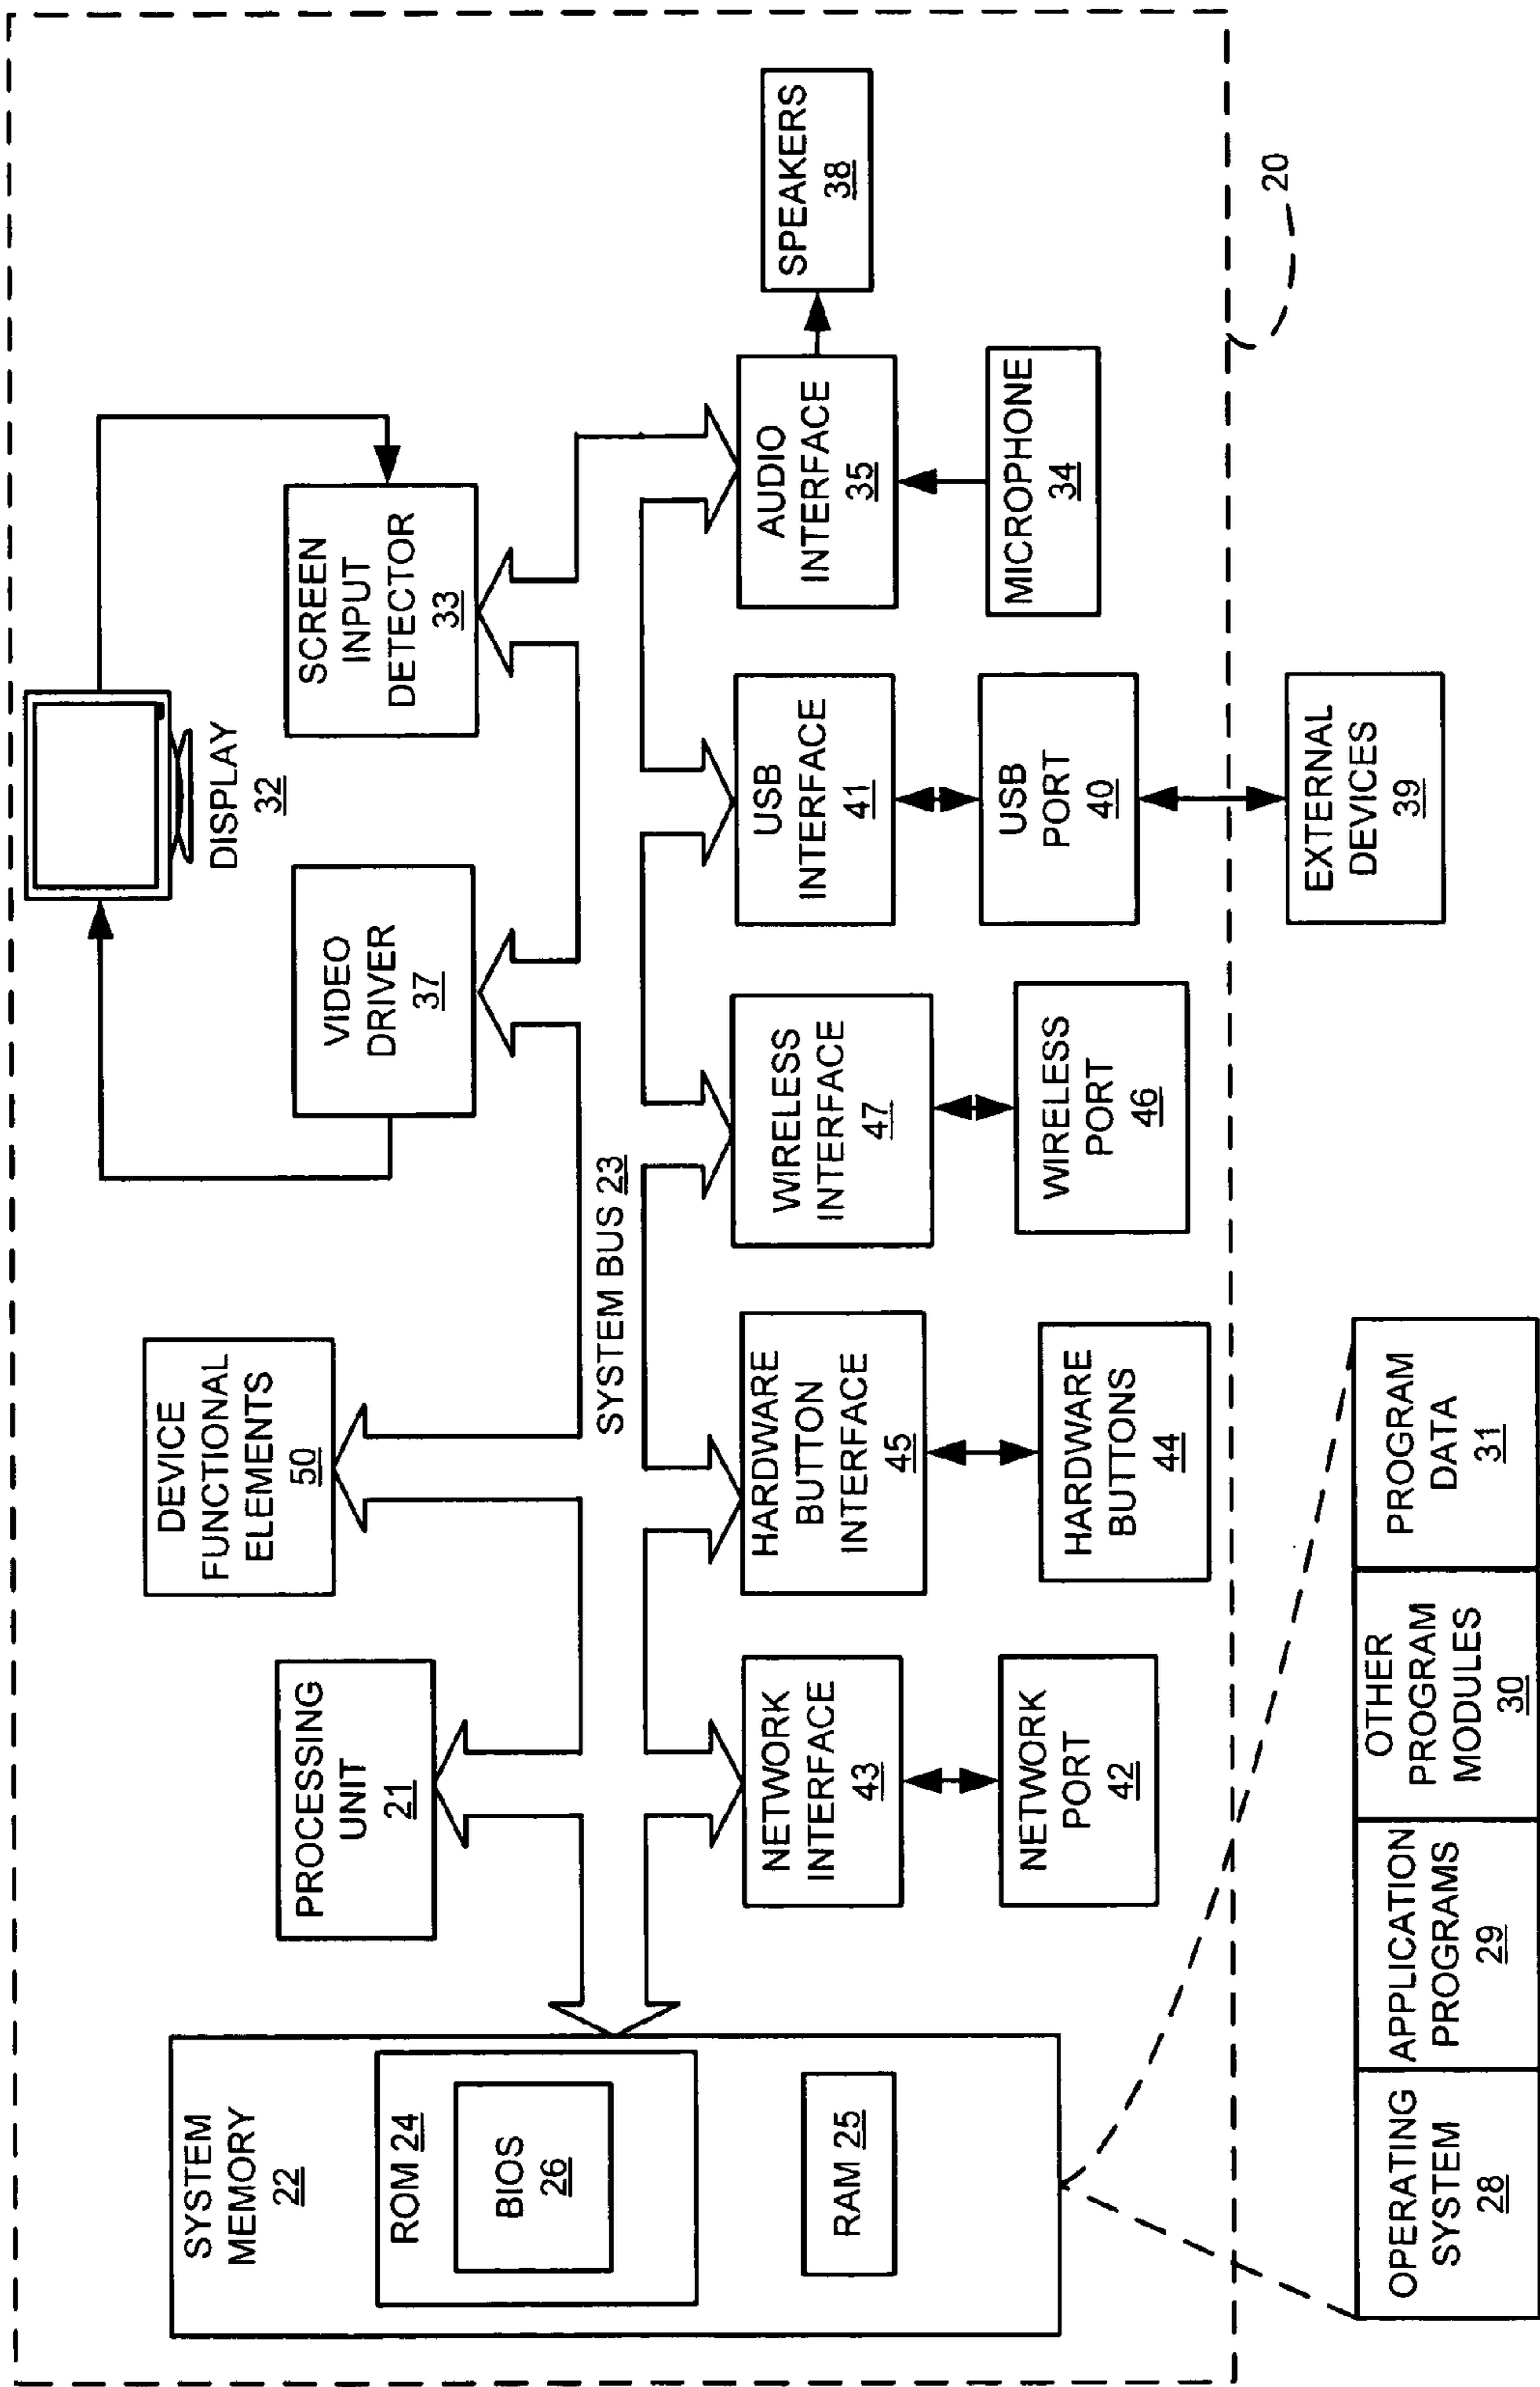 SYSTEM
MEMORY
22
ROM 24
BIOS
26
RAM 25
PROCESSING
UNIT
21
DEVICE
FUNCTIONAL
ELEMENTS
50
VIDEO
DRIVER
37
DISPLAY
32
SCREEN
INPUT
DETECTOR
33
SYSTEM BUS 23
NETWORK
INTERFACE
43
NETWORK
PORT
42
HARDWARE
BUTTON
INTERFACE
45
HARDWARE
BUTTONS
44
WIRELESS
INTERFACE
47
WIRELESS
PORT
46
USB
INTERFACE
41
USB
PORT
40
AUDIO
INTERFACE
35
MICROPHONE
34
SPEAKERS
38
20
EXTERNAL
DEVICES
39
OPERATING
SYSTEM
28
APPLICATION
PROGRAMS
29
OTHER
PROGRAM
MODULES
30
PROGRAM
DATA
31